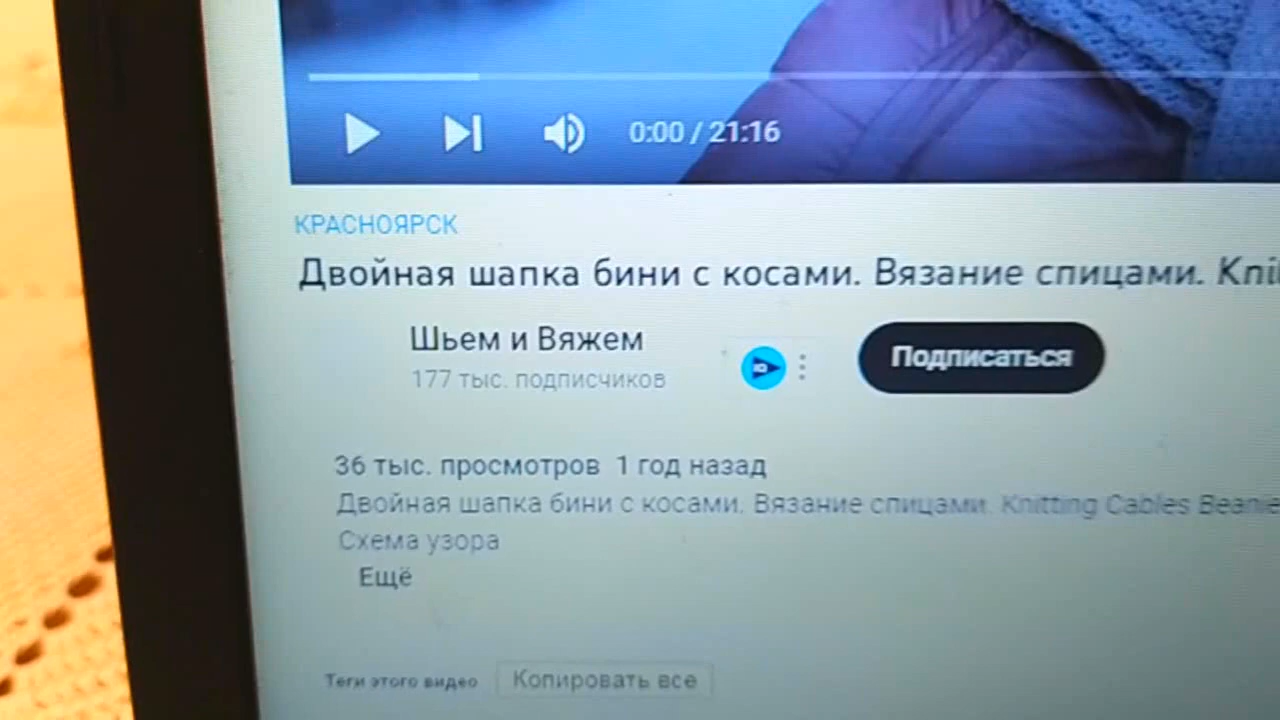 0:00 / 21:16
КРАСНОЯРСК
Двойная шапка бини с косами. Вязание спицами. Knit
Шьем и Вяжем
177 тыс. подписчиков
Подписаться
36 тыс. просмотров 1 год назад
Двойная шапка бини с косами. Вязание спицами. Knitting Cables Beanie
Схема узора
Ещё
Теги этого видео Копировать все